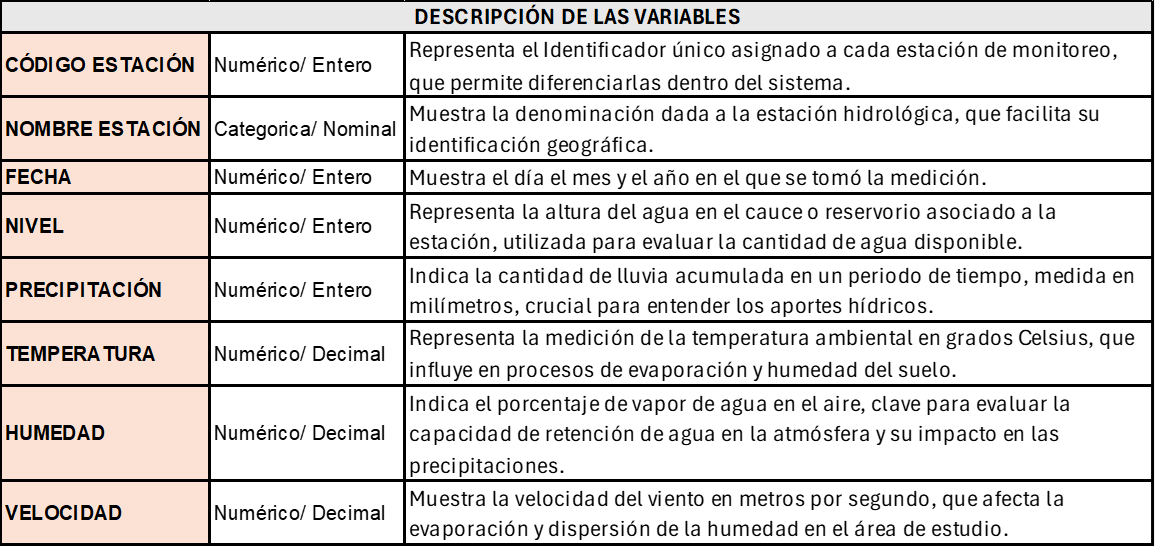 DESCRIPCIÓN DE LAS VARIABLES
CÓDIGO ESTACIÓN
Numérico/ Entero
Representa el Identificador único asignado a cada estación de monitoreo,
que permite diferenciarlas dentro del sistema.
NOMBRE ESTACIÓN
Categorica/ Nominal
Muestra la denominación dada a la estación hidrológica, que facilita su
identificación geográfica.
FECHA
Numérico/ Entero
Muestra el día el mes y el año en el que se tomó la medición.
NIVEL
Numérico/ Entero
Representa la altura del agua en el cauce o reservorio asociado a la
estación, utilizada para evaluar la cantidad de agua disponible.
PRECIPITACIÓN
Numérico/ Entero
Indica la cantidad de lluvia acumulada en un periodo de tiempo, medida en
milímetros, crucial para entender los aportes hídricos.
TEMPERATURA
Numérico/ Decimal
Representa la medición de la temperatura ambiental en grados Celsius, que
influye en procesos de evaporación y humedad del suelo.
HUMEDAD
Numérico/ Decimal
Indica el porcentaje de vapor de agua en el aire, clave para evaluar la
capacidad de retención de agua en la atmósfera y su impacto en las
precipitaciones.
VELOCIDAD
Numérico/ Decimal
Muestra la velocidad del viento en metros por segundo, que afecta la
evaporación y dispersión de la humedad en el área de estudio.